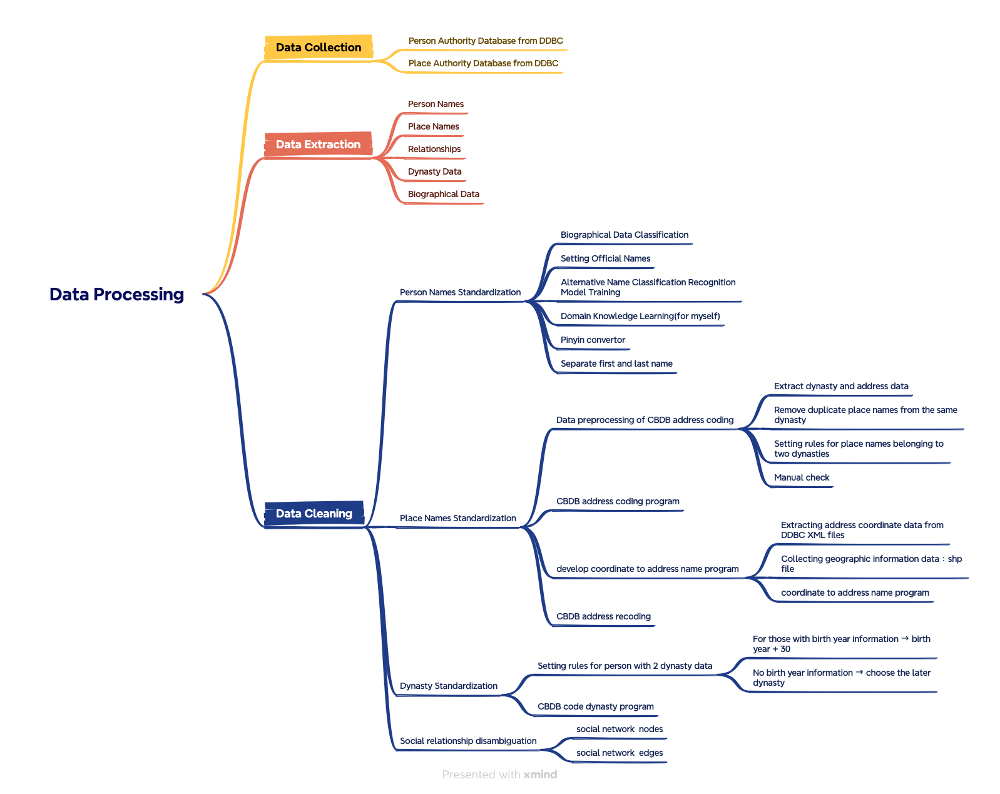 Data Processing
Data Collection
Person Authority Database from DDBC
Place Authority Database from DDBC
Data Extraction
Person Names
Place Names
Relationships
Dynasty Data
Biographical Data
Data Cleaning
Person Names Standardization
Biographical Data Classification
Setting Official Names
Alternative Name Classification Recognition
Model Training
Domain Knowledge Learning(for myself)
Pinyin convertor
Separate first and last name
Place Names Standardization
Data preprocessing of CBDB address coding
Extract dynasty and address data
Remove duplicate place names from the same
dynasty
Setting rules for place names belonging to
two dynasties
Manual check
CBDB address coding program
develop coordinate to address name program
Extracting address coordinate data from
DDBC XML files
Collecting geographic information data：shp
file
coordinate to address name program
CBDB address recoding
Dynasty Standardization
Setting rules for person with 2 dynasty data
For those with birth year information → birth
year + 30
No birth year information → choose the later
dynasty
CBDB code dynasty program
Social relationship disambiguation
social network  nodes
social network  edges
Presented with xmind